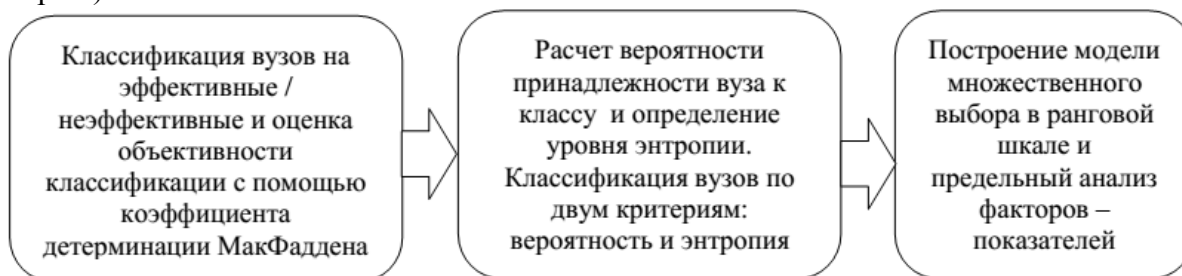 Классификация вузов на
эффективные /
неэффективные и оценка
объективности
классификации с помощью
коэффициента
детерминации МакФаддена
Расчет вероятности
принадлежности вуза к
классу и определение
уровня энтропии.
Классификация вузов по
двум критериям:
вероятность и энтропия
Построение модели
множественного
выбора в ранговой
шкале и
предельный анализ
факторов –
показателей